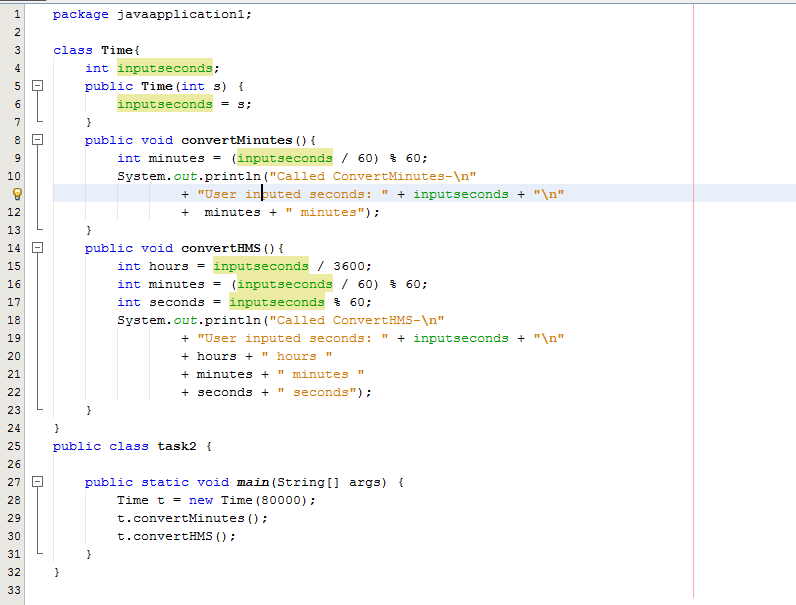 1 package javaapplication1;
2
3 class Time{
4 int inputseconds;
5 public Time(int s) {
6 inputseconds = s;
7 }
8 public void convertMinutes(){
9 int minutes = (inputseconds / 60) % 60;
10 System.out.println("Called ConvertMinutes-\n"
+ "User inputed seconds: " + inputseconds + "\n"
12 + minutes + " minutes");
13 }
14 public void convertHMS(){
15 int hours = inputseconds / 3600;
16 int minutes = (inputseconds / 60) % 60;
17 int seconds = inputseconds % 60;
18 System.out.println("Called ConvertHMS-\n"
19 + "User inputed seconds: " + inputseconds + "\n"
20 + hours + " hours "
21 + minutes + " minutes "
22 + seconds + " seconds");
23 }
24 }
25 public class task2 {
26
27 public static void main(String[] args) {
28 Time t = new Time(80000);
29 t.convertMinutes();
30 t.convertHMS();
31 }
32 }
33